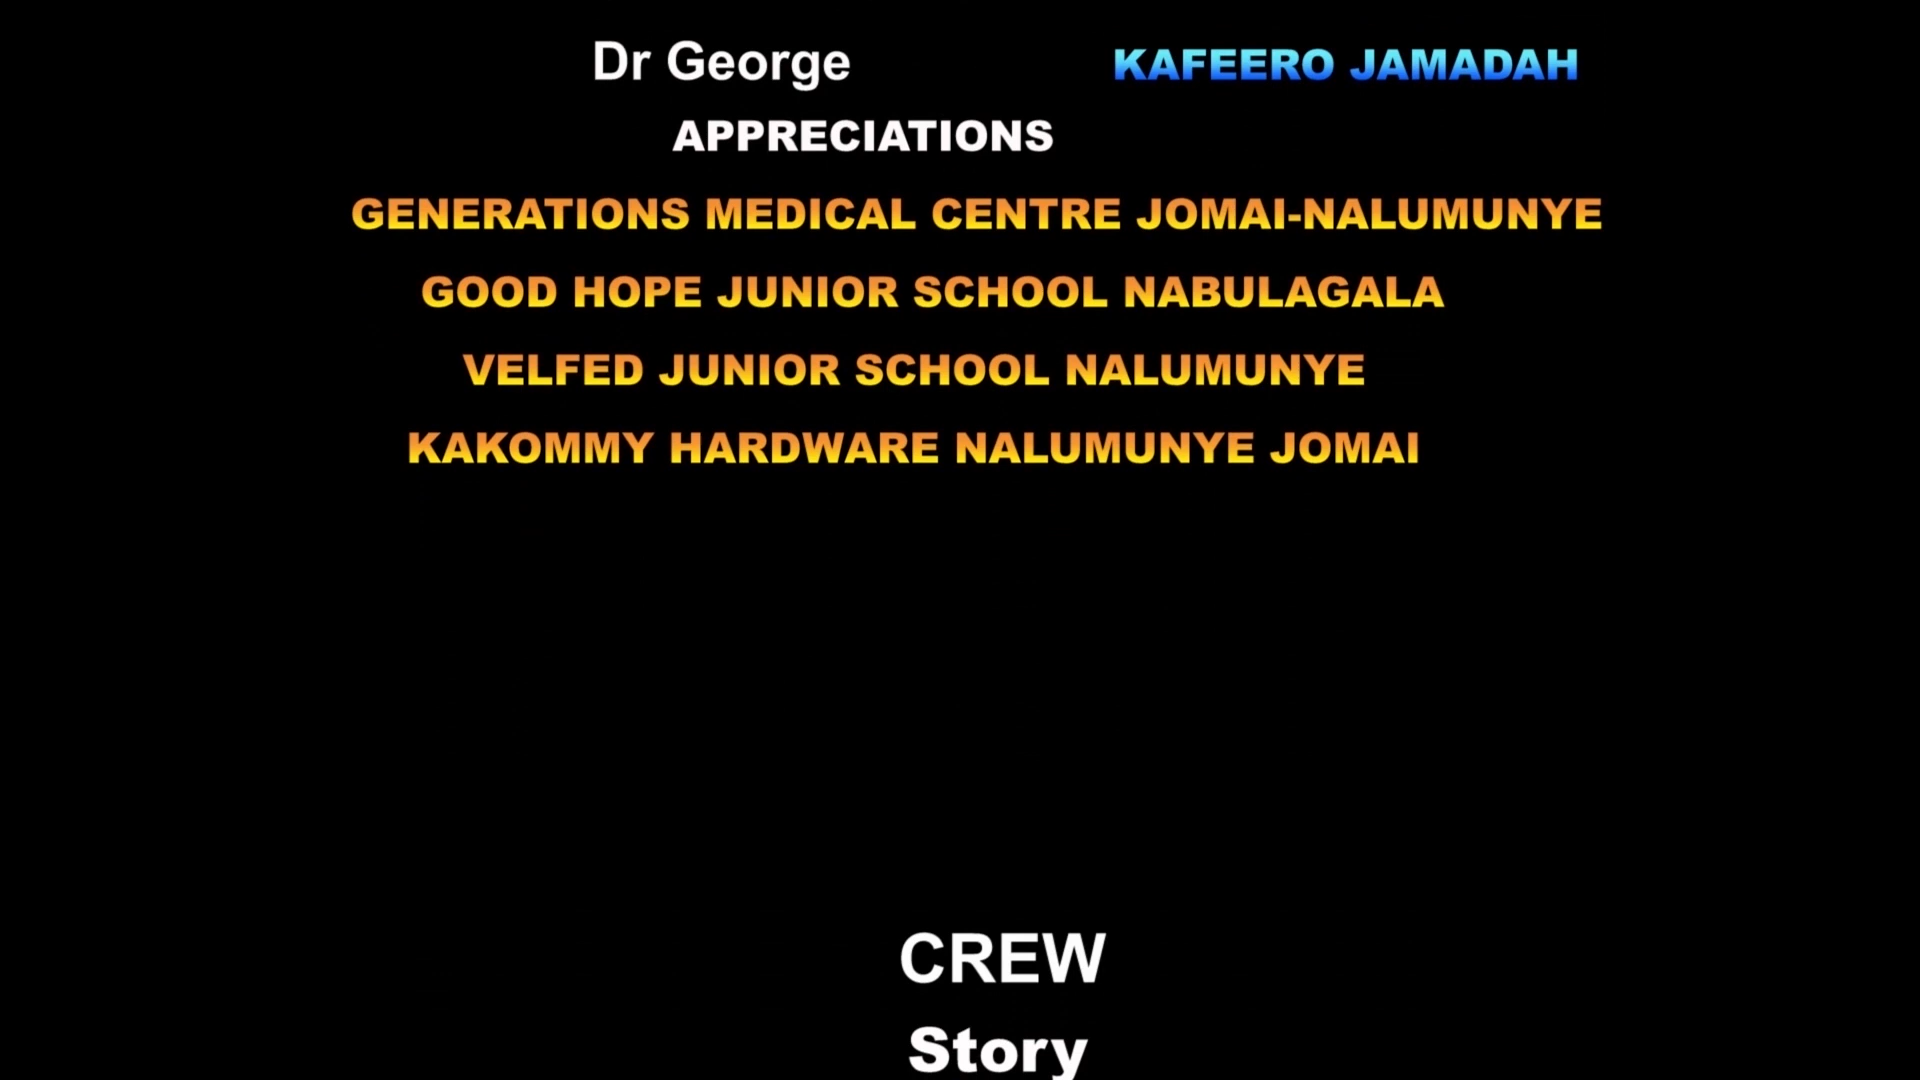 Dr George KAFEERO JAMADAH
APPRECIATIONS
GENERATIONS MEDICAL CENTRE JOMAI-NALUMUNYE
GOOD HOPE JUNIOR SCHOOL NABULAGALA
VELFED JUNIOR SCHOOL NALUMUNYE
KAKOMMY HARDWARE NALUMUNYE JOMAI
CREW
Story